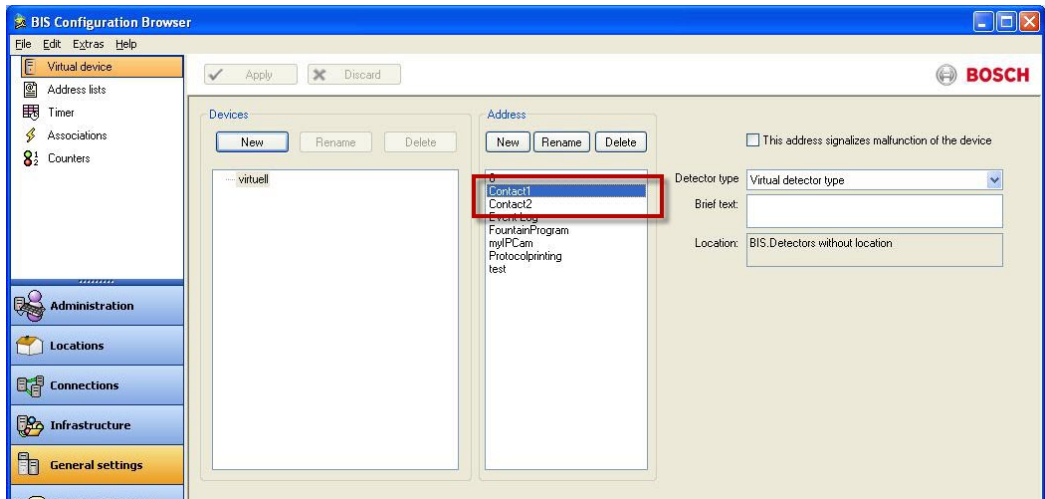 BIS Configuration Browser
File Edit Extras Help
Virtual device
Address lists
Timer
Associations
Counters
Administration
Locations
Connections
Infrastructure
General settings
Apply Discard
BOSCH
Devices
New Rename Delete
virtuell
Address
New Rename Delete
Contact1
Contact2
Event Log
FountainProgram
myIPCam
Protocolprinting
test
This address signalizes malfunction of the device
Detector type Virtual detector type
Brief text:
Location: BIS.Detectors without location